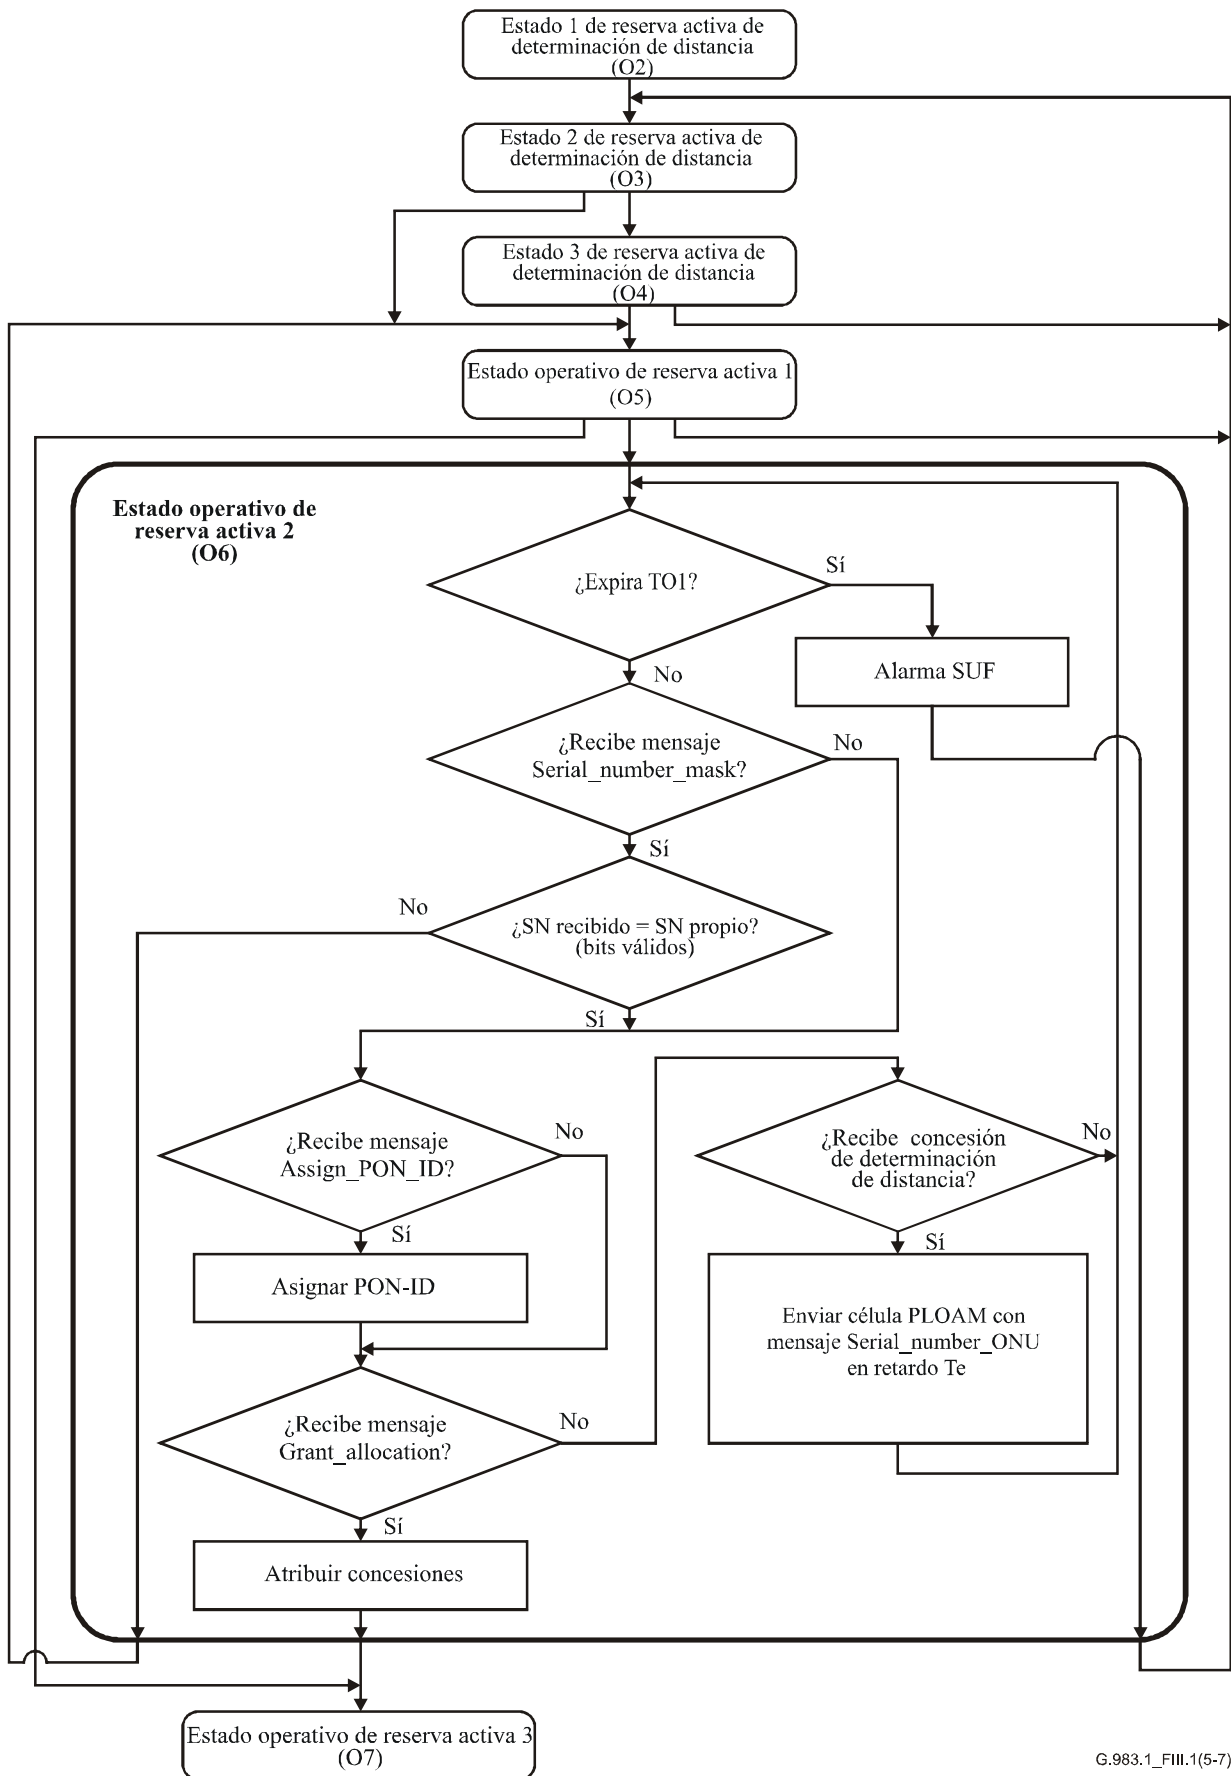 Estado 1 de reserva activa de
determinación de distancia
(O2)
Estado 2 de reserva activa de
determinación de distancia
(O3)
Estado 3 de reserva activa de
determinación de distancia
(O4)
Estado operativo de reserva activa 1
(O5)
Estado operativo de
reserva activa 2
(O6)
¿Expira TO1?
Sí
Alarma SUF
No
¿Recibe mensaje
Serial_number_mask?
No
Sí
No
¿SN recibido = SN propio?
(bits válidos)
Sí
¿Recibe mensaje
Assign_PON_ID?
No
¿Recibe concesión
de determinación
de distancia?
No
Sí
Sí
Asignar PON-ID
Enviar célula PLOAM con
mensaje Serial_number_ONU
en retardo Te
¿Recibe mensaje
Grant_allocation?
No
Sí
Atribuir concesiones
Estado operativo de reserva activa 3
(O7)
G.983.1_FIII.1(5-7)